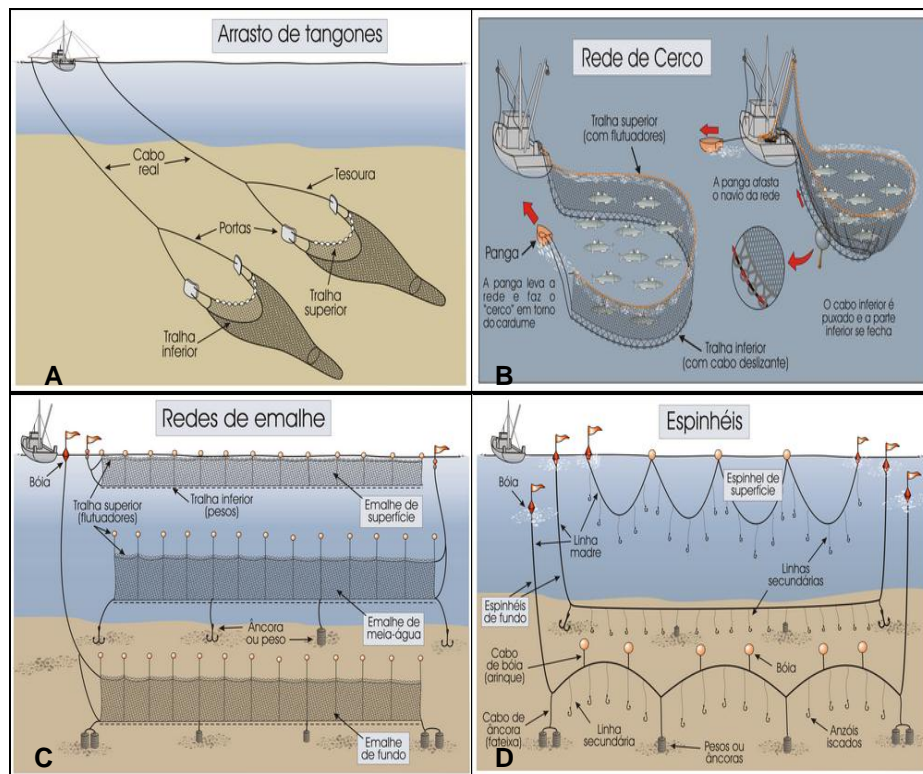 Arrasto de tangones
Cabo
real
Tesoura
Portas
Tralha
superior
Tralha
inferior
A
Rede de Cerco
Tralha superior
(com flutuadores)
A panga afasta
o navio da rede
Panga
A panga leva a
rede e faz o
"cerco" em torno
do cardume
O cabo inferior é
puxado e a parte
inferior se fecha
Tralha inferior
(com cabo deslizante)
B
Redes de emalhe
Bóia
Tralha superior
(flutuadores)
Tralha inferior
(pesos)
Emalhe de
superfície
Âncora
ou peso
Emalhe de
meia-água
Emalhe
de fundo
C
Espinhéis
Bóia
Espinhel de
superfície
Linha
madre
Linhas
secundárias
Espinhéis
de fundo
Cabo
de bóia
(arinque)
Bóia
Cabo de
âncora
(fateixa)
Linha
secundária
Pesos ou
âncoras
Anzóis
iscados
D